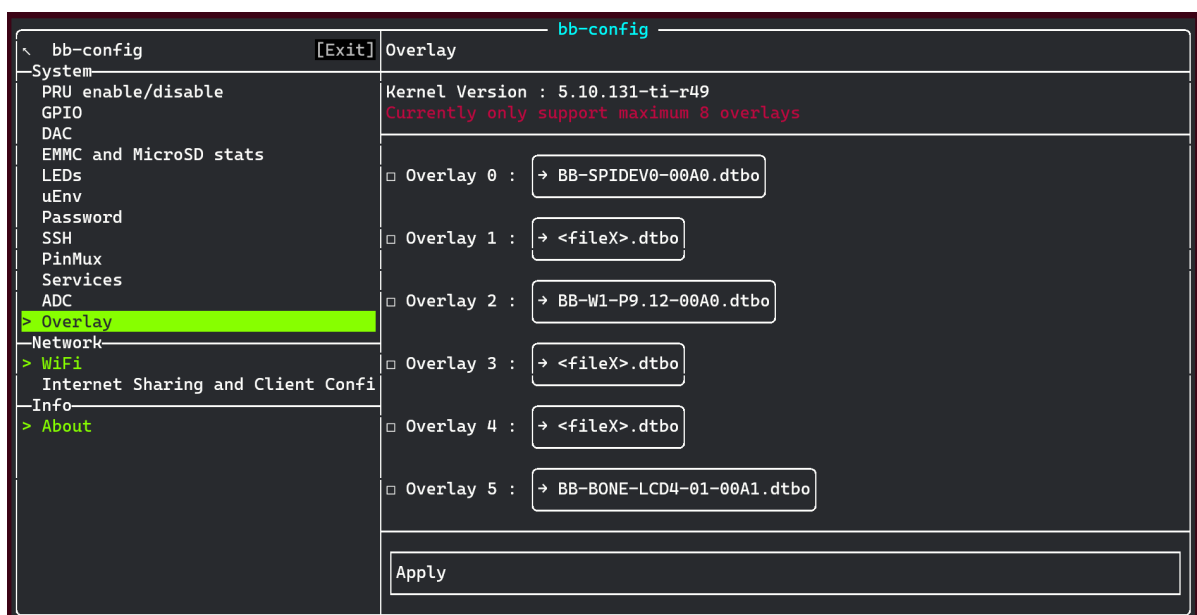 bb-config
↖ bb-config [Exit]
System
PRU enable/disable
GPIO
DAC
EMMC and MicroSD stats
LEDs
uEnv
Password
SSH
PinMux
Services
ADC
> Overlay
Network
> WiFi
Internet Sharing and Client Confi
Info
> About
Overlay
Kernel Version : 5.10.131-ti-r49
Currently only support maximum 8 overlays
□ Overlay 0 : → BB-SPIDEV0-00A0.dtbo
□ Overlay 1 : → <fileX>.dtbo
□ Overlay 2 : → BB-W1-P9.12-00A0.dtbo
□ Overlay 3 : → <fileX>.dtbo
□ Overlay 4 : → <fileX>.dtbo
□ Overlay 5 : → BB-BONE-LCD4-01-00A1.dtbo
Apply